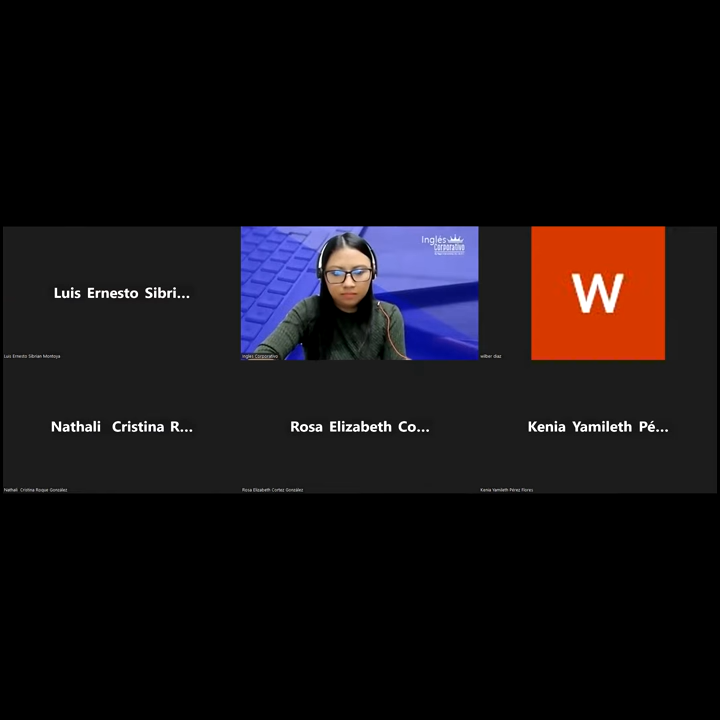 Luis Ernesto Sibri...
Luis Ernesto Sibrian Montoya
Inglés
Corporativo
Inglés Corporativo
W
wilber diaz
Nathali Cristina R...
Nathali Cristina Roque González
Rosa Elizabeth Co...
Rosa Elizabeth Cortez González
Kenia Yamileth Pé...
Kenia Yamileth Pérez Flores